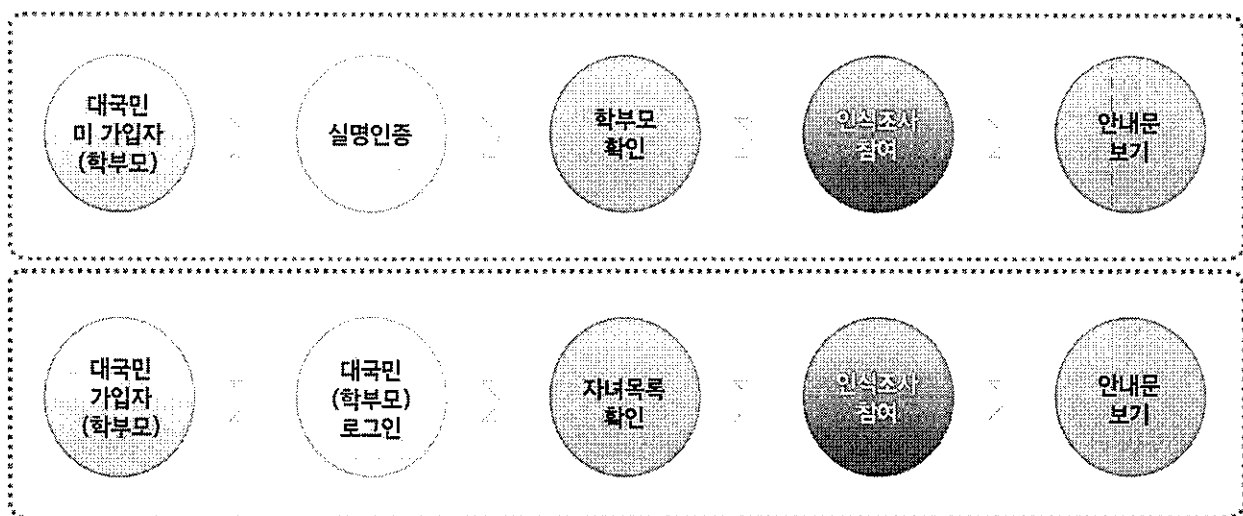 대국민
미 가입자
(학부모)
실명인증
학부모
확인
인식조사
참여
안내문
보기
대국민
가입자
(학부모)
대국민
(학부모)
로그인
자녀목록
확인
인식조사
참여
안내문
보기